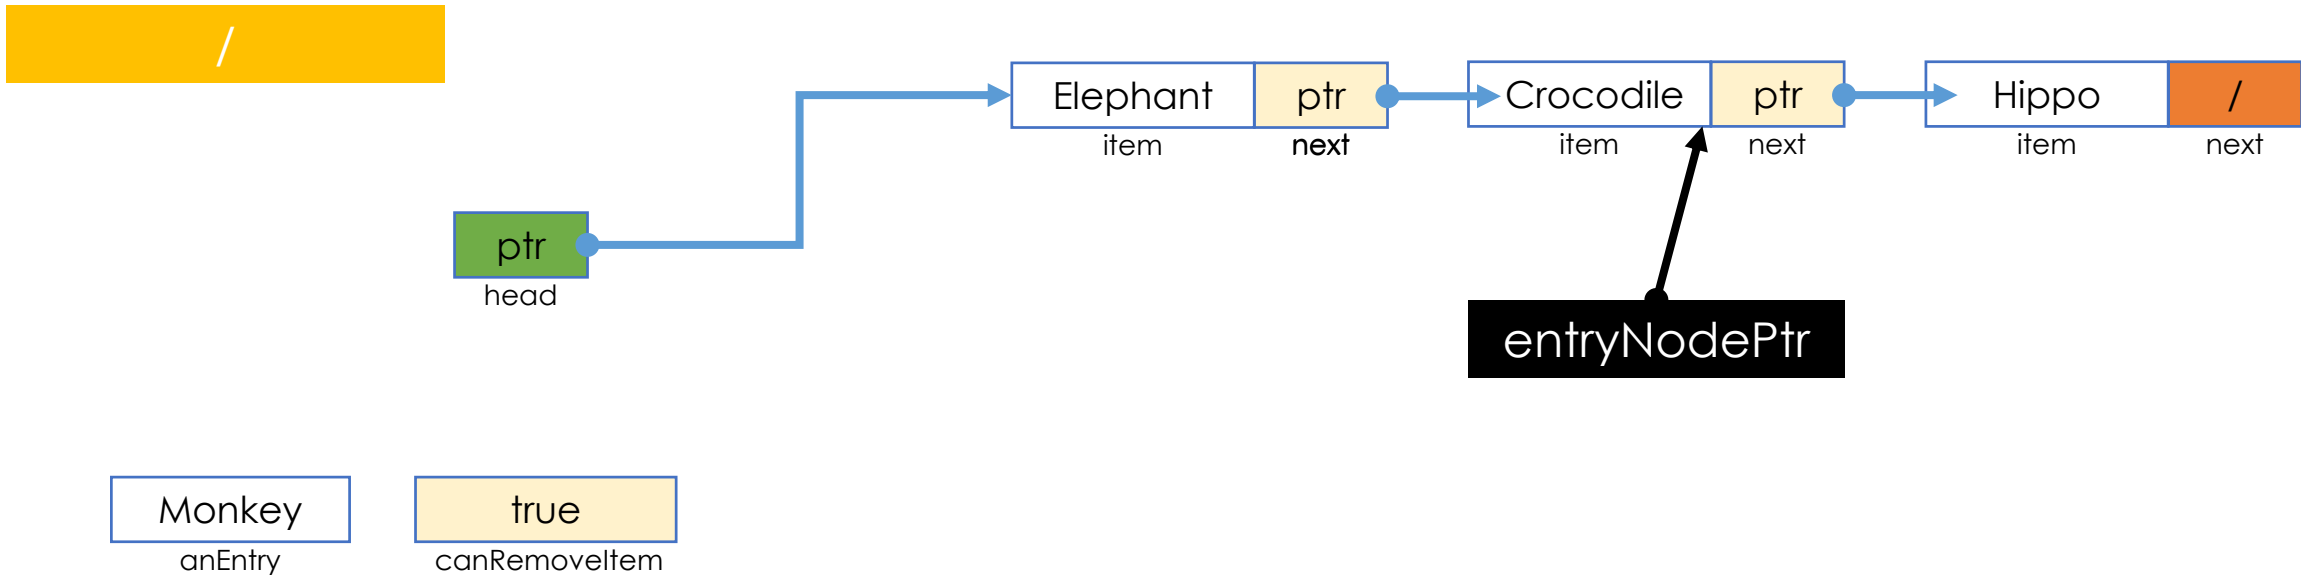 /
Elephant ptr
item next
Crocodile ptr
item next
Hippo /
item next
ptr
head
entryNodePtr
Monkey
anEntry
true
canRemoveItem